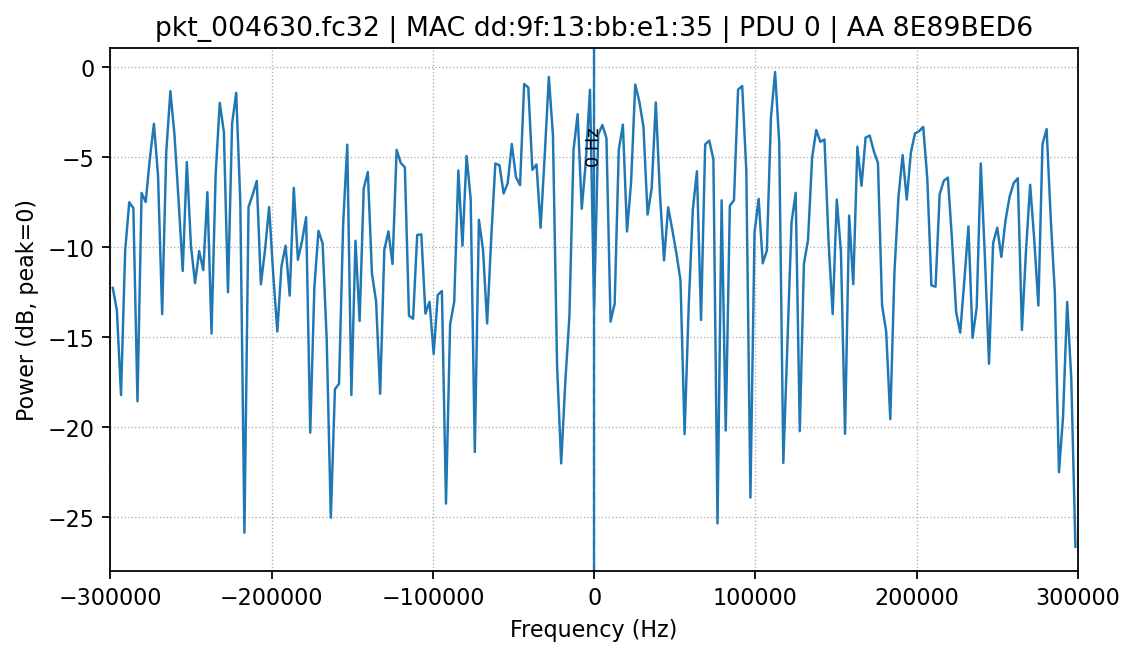 pkt_004630.fc32 | MAC dd:9f:13:bb:e1:35 | PDU 0 | AA 8E89BED6
Power (dB, peak=0)
0
−5
−10
−15
−20
−25
0 Hz
−300000 −200000 −100000 0 100000 200000 300000
Frequency (Hz)